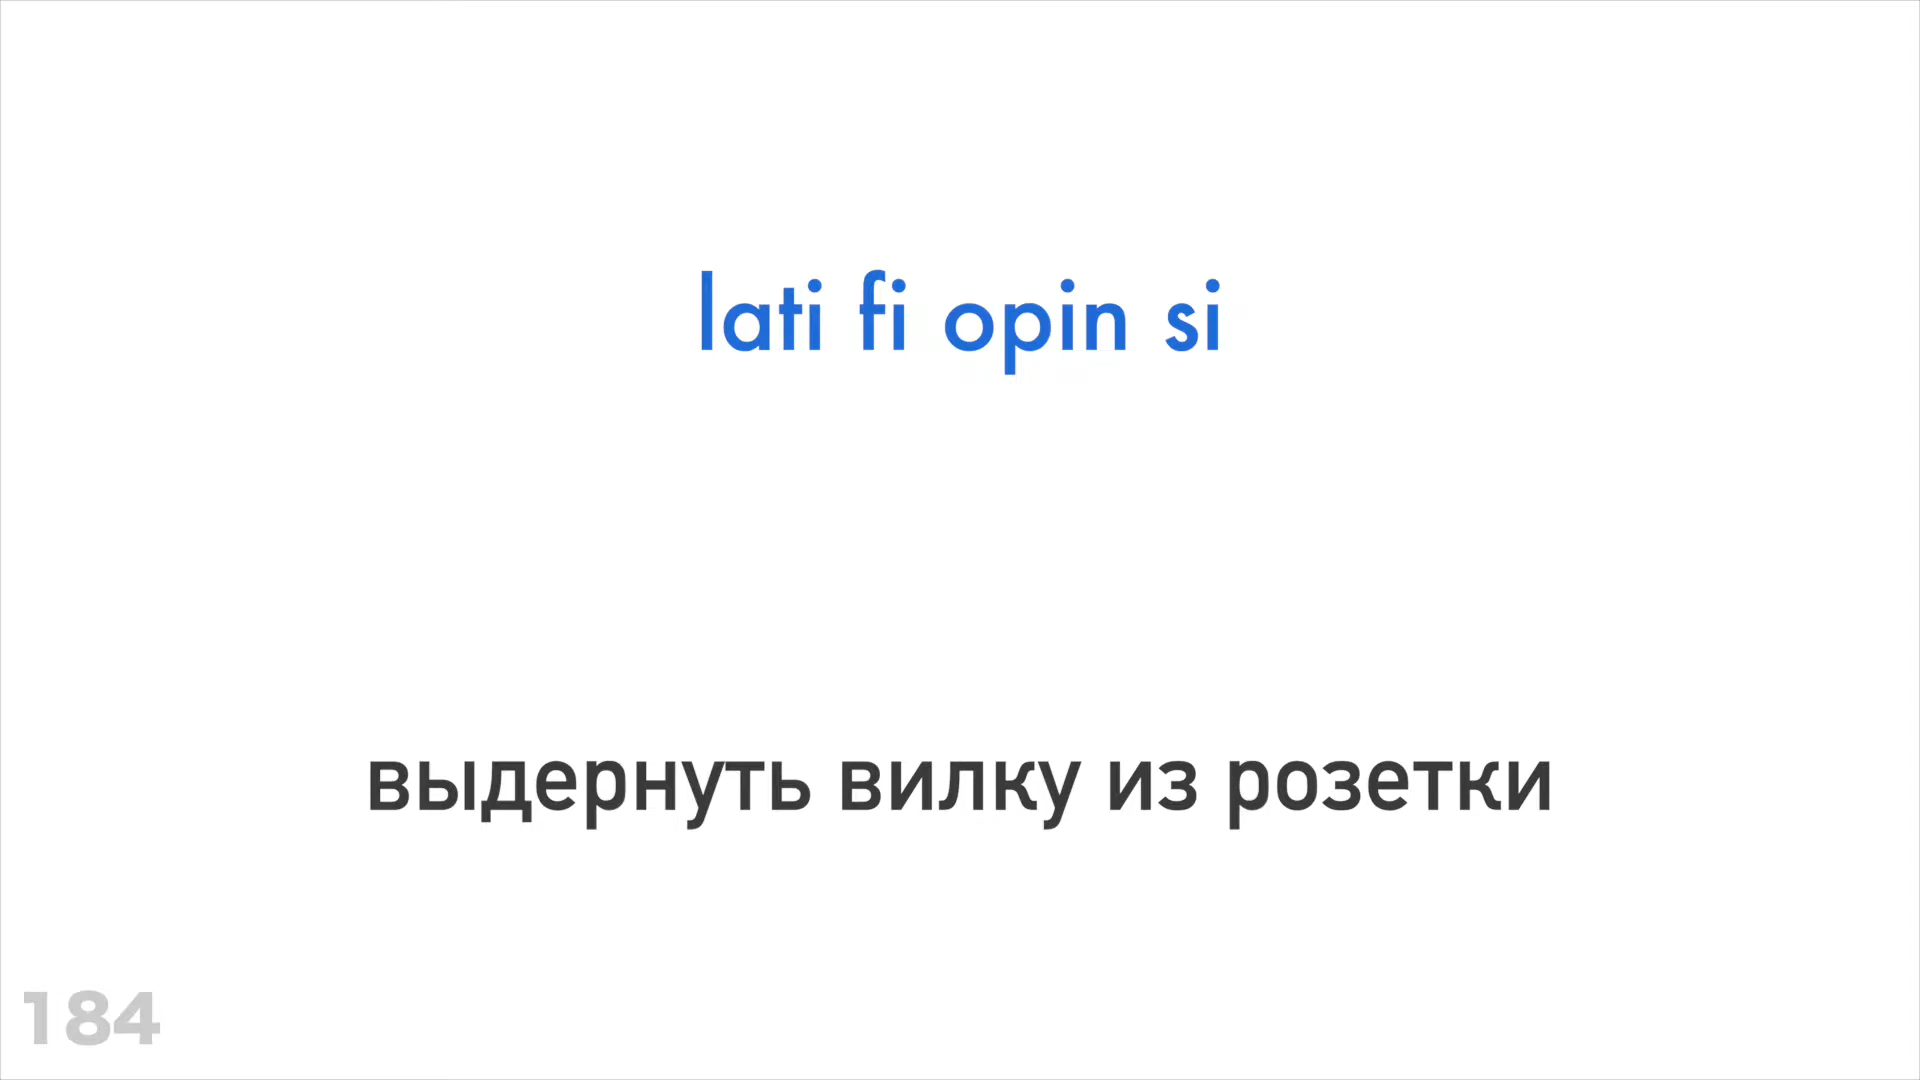 lati fi opin si
выдернуть вилку из розетки
184